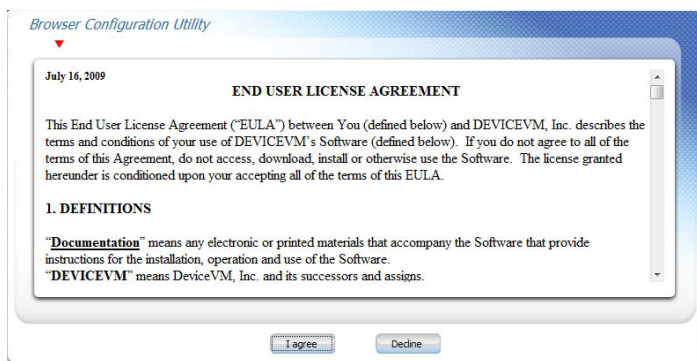 Browser Configuration Utility
July 16, 2009
END USER LICENSE AGREEMENT
This End User License Agreement (“EULA”) between You (defined below) and DEVICEVM, Inc. describes the
terms and conditions of your use of DEVICEVM`s Software (defined below).  If you do not agree to all of the
terms of this Agreement, do not access, download, install or otherwise use the Software.  The license granted
hereunder is conditioned upon your accepting all of the terms of this EULA.
1. DEFINITIONS
“Documentation” means any electronic or printed materials that accompany the Software that provide
instructions for the installation, operation and use of the Software.
“DEVICEVM” means DeviceVM, Inc. and its successors and assigns.
I agree
Decline